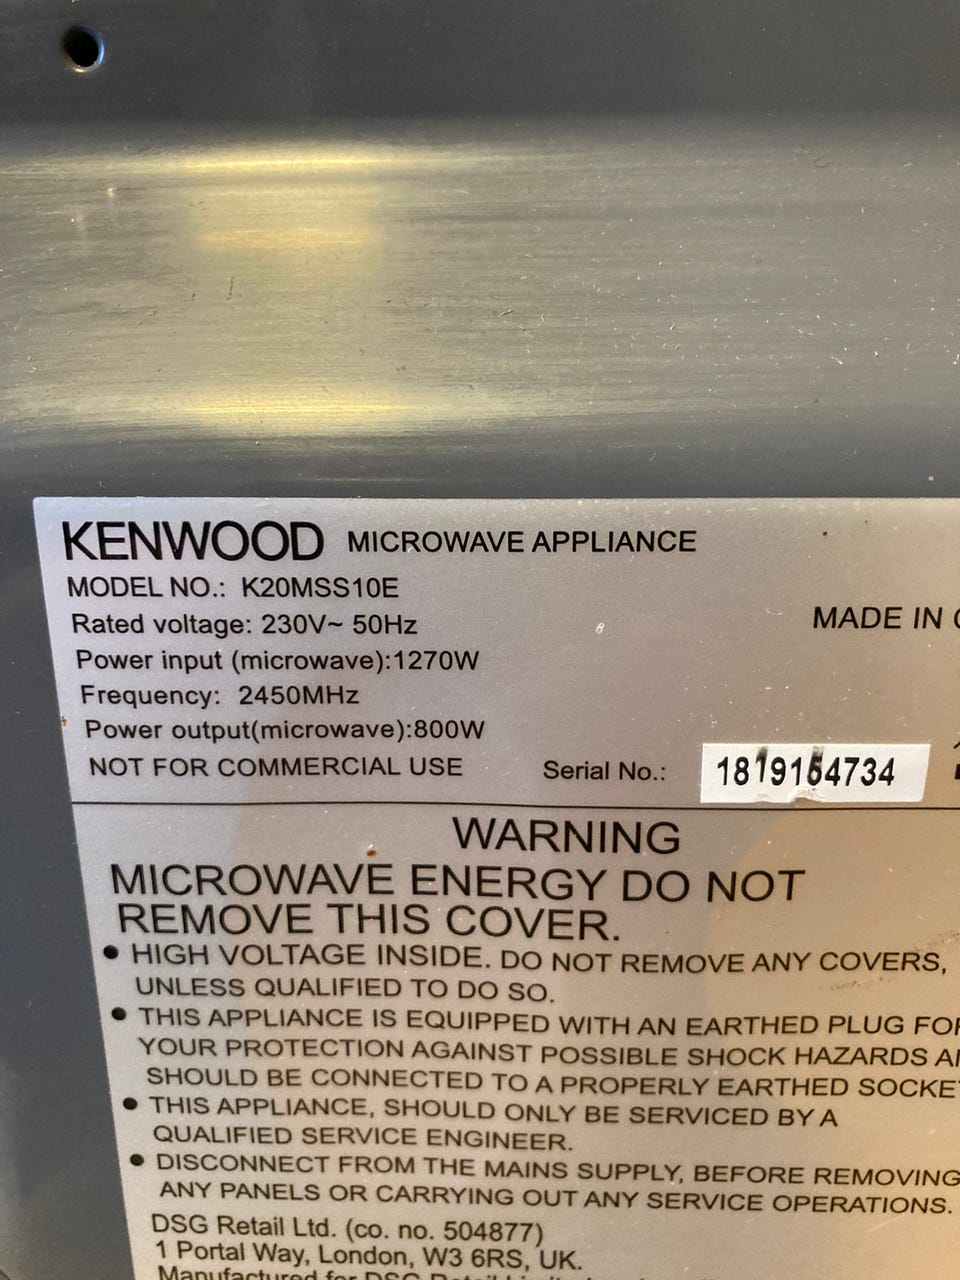 KENWOOD MICROWAVE APPLIANCE
MODEL NO.: K20MSS10E
Rated voltage: 230V~ 50Hz
MADE IN
Power input (microwave):1270W
Frequency: 2450MHz
Power output(microwave):800W
NOT FOR COMMERCIAL USE
Serial No.: 1819154734
WARNING
MICROWAVE ENERGY DO NOT
REMOVE THIS COVER.
• HIGH VOLTAGE INSIDE. DO NOT REMOVE ANY COVERS,
UNLESS QUALIFIED TO DO SO.
• THIS APPLIANCE IS EQUIPPED WITH AN EARTHED PLUG FOR
YOUR PROTECTION AGAINST POSSIBLE SHOCK HAZARDS
SHOULD BE CONNECTED TO A PROPERLY EARTHED SOCKET
• THIS APPLIANCE, SHOULD ONLY BE SERVICED BY A
QUALIFIED SERVICE ENGINEER.
• DISCONNECT FROM THE MAINS SUPPLY, BEFORE REMOVING
ANY PANELS OR CARRYING OUT ANY SERVICE OPERATIONS.
DSG Retail Ltd. (co. no. 504877)
1 Portal Way, London, W3 6RS, UK.
Manufactured for DSG Retail